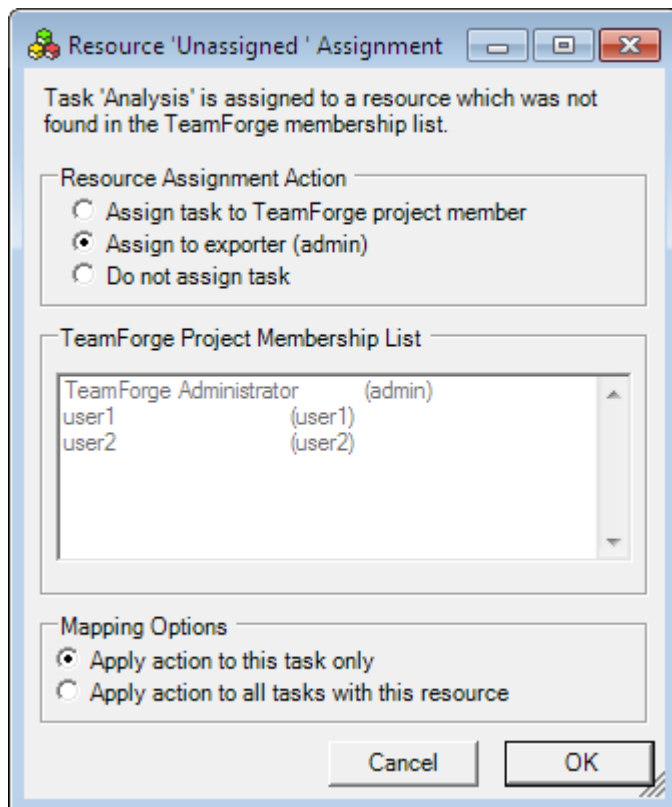 Resource 'Unassigned ' Assignment
Task 'Analysis' is assigned to a resource which was not
found in the TeamForge membership list.
Resource Assignment Action
Assign task to TeamForge project member
Assign to exporter (admin)
Do not assign task
TeamForge Project Membership List
TeamForge Administrator (admin)
user1 (user1)
user2 (user2)
Mapping Options
Apply action to this task only
Apply action to all tasks with this resource
Cancel OK